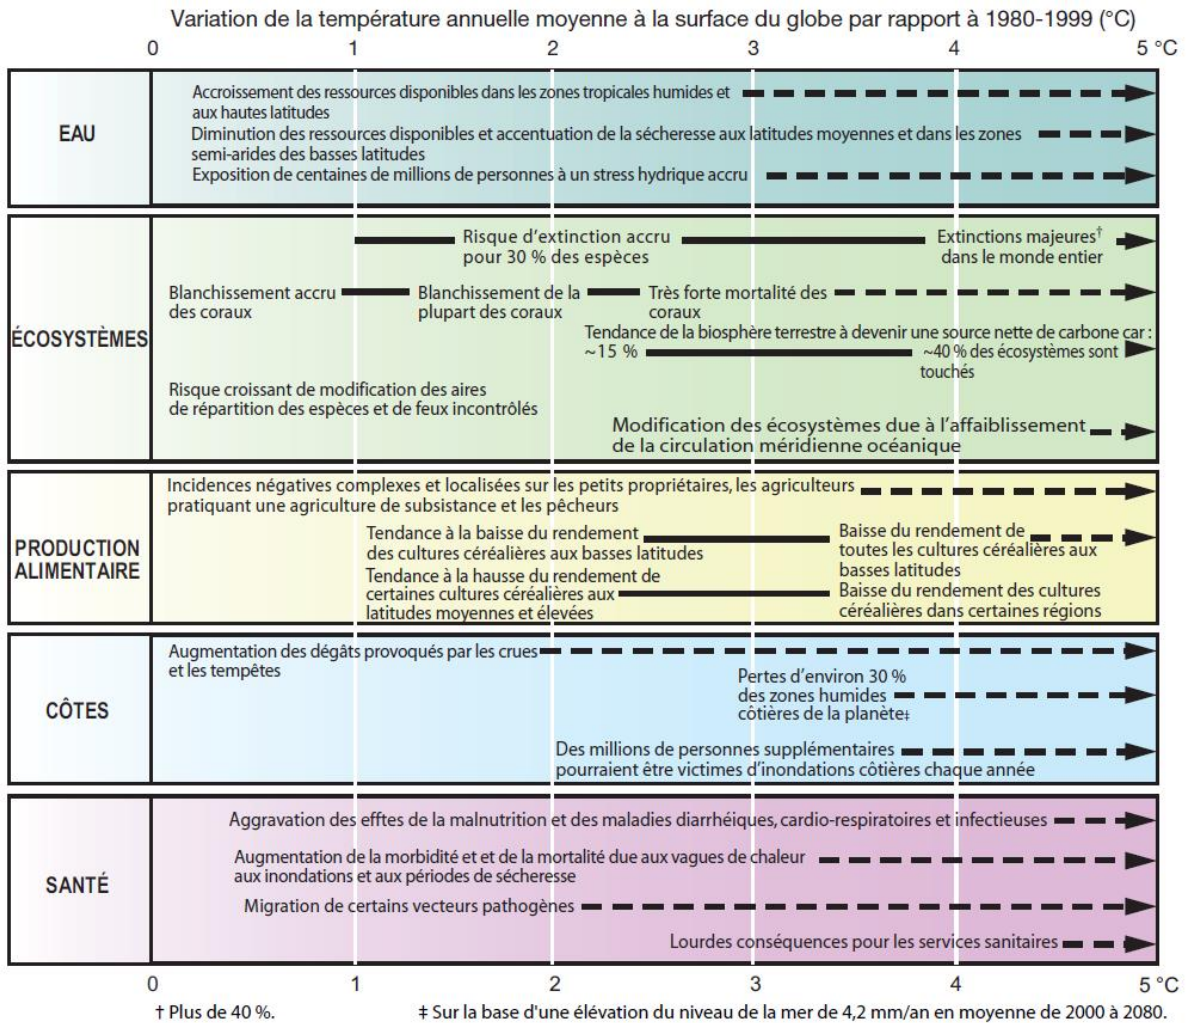 Variation de la température annuelle moyenne à la surface du globe par rapport à 1980-1999 (°C)
0 1 2 3 4 5 °C
EAU
Accroissement des ressources disponibles dans les zones tropicales humides et
aux hautes latitudes
Diminution des ressources disponibles et accentuation de la sécheresse aux latitudes moyennes et dans les zones
semi-arides des basses latitudes
Exposition de centaines de millions de personnes à un stress hydrique accru
ÉCOSYSTÈMES
Risque d'extinction accru
pour 30 % des espèces
Extinctions majeures†
dans le monde entier
Blanchissement accru
des coraux
Blanchissement de la
plupart des coraux
Très forte mortalité des
coraux
Tendance de la biosphère terrestre à devenir une source nette de carbone car :
~15 %
~40 % des écosystèmes sont
touchés
Risque croissant de modification des aires
de répartition des espèces et de feux incontrôlés
Modification des écosystèmes due à l'affaiblissement
de la circulation méridienne océanique
PRODUCTION
ALIMENTAIRE
Incidences négatives complexes et localisées sur les petits propriétaires, les agriculteurs
pratiquant une agriculture de subsistance et les pêcheurs
Tendance à la baisse du rendement
des cultures céréalières aux basses latitudes
Baisse du rendement de
toutes les cultures céréalières aux
basses latitudes
Tendance à la hausse du rendement de
certaines cultures céréalières aux
latitudes moyennes et élevées
Baisse du rendement des cultures
céréalières dans certaines régions
CÔTES
Augmentation des dégâts provoqués par les crues
et les tempêtes
Pertes d'environ 30 %
des zones humides
côtières de la planète‡
Des millions de personnes supplémentaires
pourraient être victimes d'inondations côtières chaque année
SANTÉ
Aggravation des efftes de la malnutrition et des maladies diarrhéiques, cardio-respiratoires et infectieuses
Augmentation de la morbidité et et de la mortalité due aux vagues de chaleur
aux inondations et aux périodes de sécheresse
Migration de certains vecteurs pathogènes
Lourdes conséquences pour les services sanitaires
0 1 2 3 4 5 °C
† Plus de 40 %. ‡ Sur la base d'une élévation du niveau de la mer de 4,2 mm/an en moyenne de 2000 à 2080.